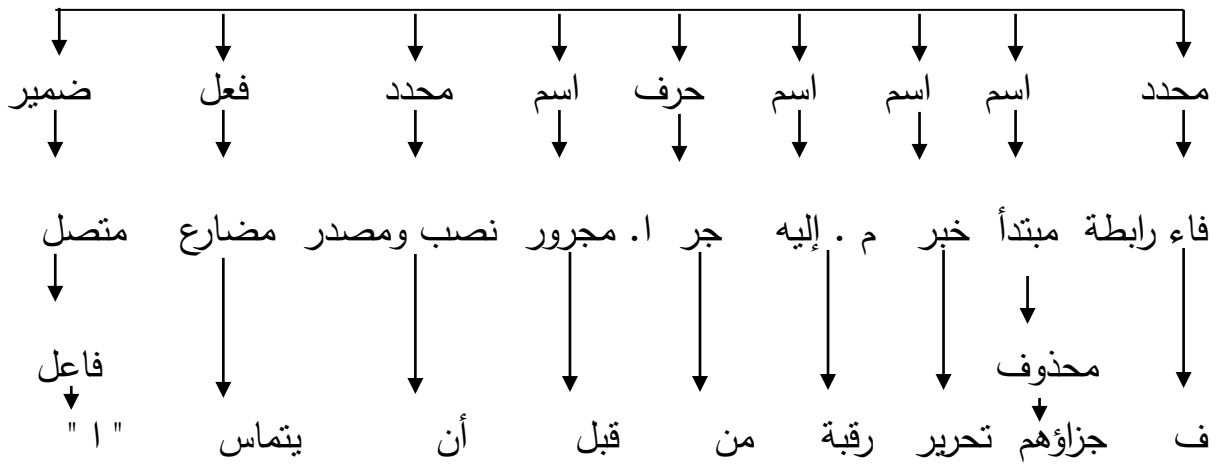 محدد اسم اسم اسم حرف اسم محدد فعل ضمير
فاء رابطة مبتدأ خبر م . إليه جر ا. مجرور نصب ومصدر مضارع متصل
محذوف فاعل
ف جزاؤهم تحرير رقبة من قبل أن يتماس " ا "